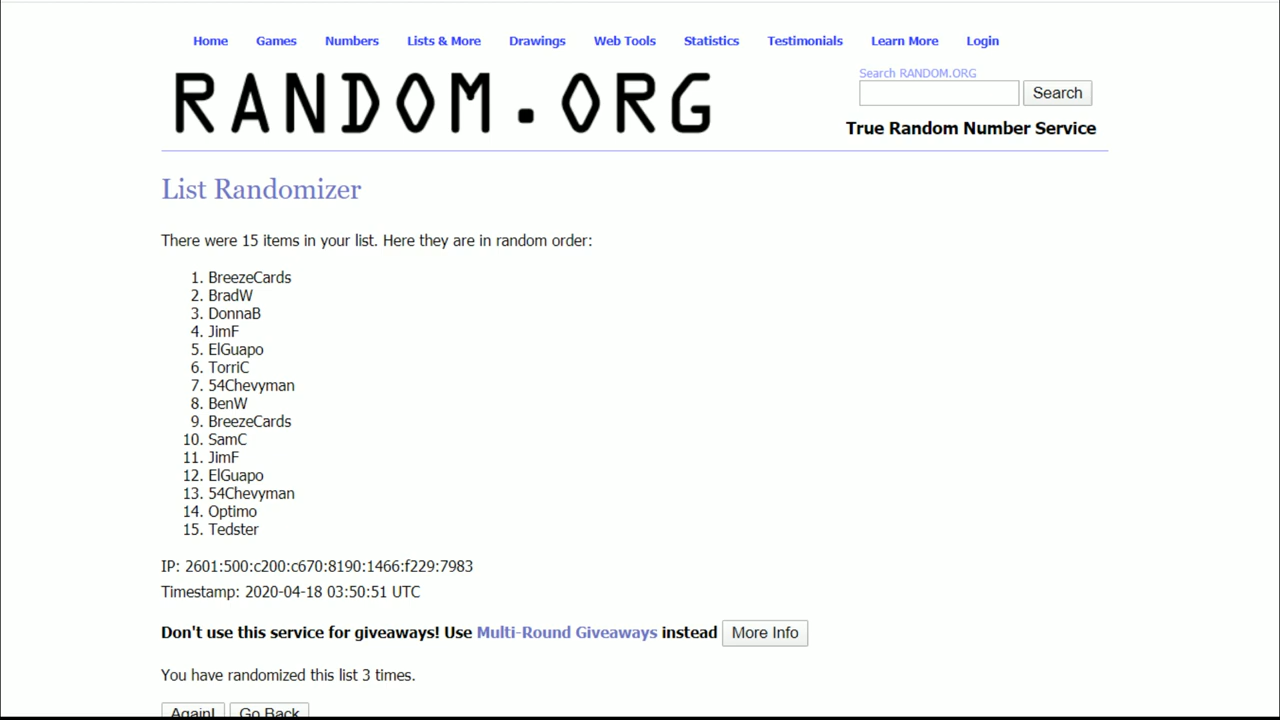 Home Games Numbers Lists & More Drawings Web Tools Statistics Testimonials Learn More Login
RANDOM.ORG
Search RANDOM.ORG
Search
True Random Number Service
List Randomizer
There were 15 items in your list. Here they are in random order:
1. BreezeCards
2. BradW
3. DonnaB
4. JimF
5. ElGuapo
6. TorriC
7. 54Chevyman
8. BenW
9. BreezeCards
10. SamC
11. JimF
12. ElGuapo
13. 54Chevyman
14. Optimo
15. Tedster
IP: 2601:500:c200:c670:8190:1466:f229:7983
Timestamp: 2020-04-18 03:50:51 UTC
Don't use this service for giveaways! Use Multi-Round Giveaways instead More Info
You have randomized this list 3 times.
Again! Go Back